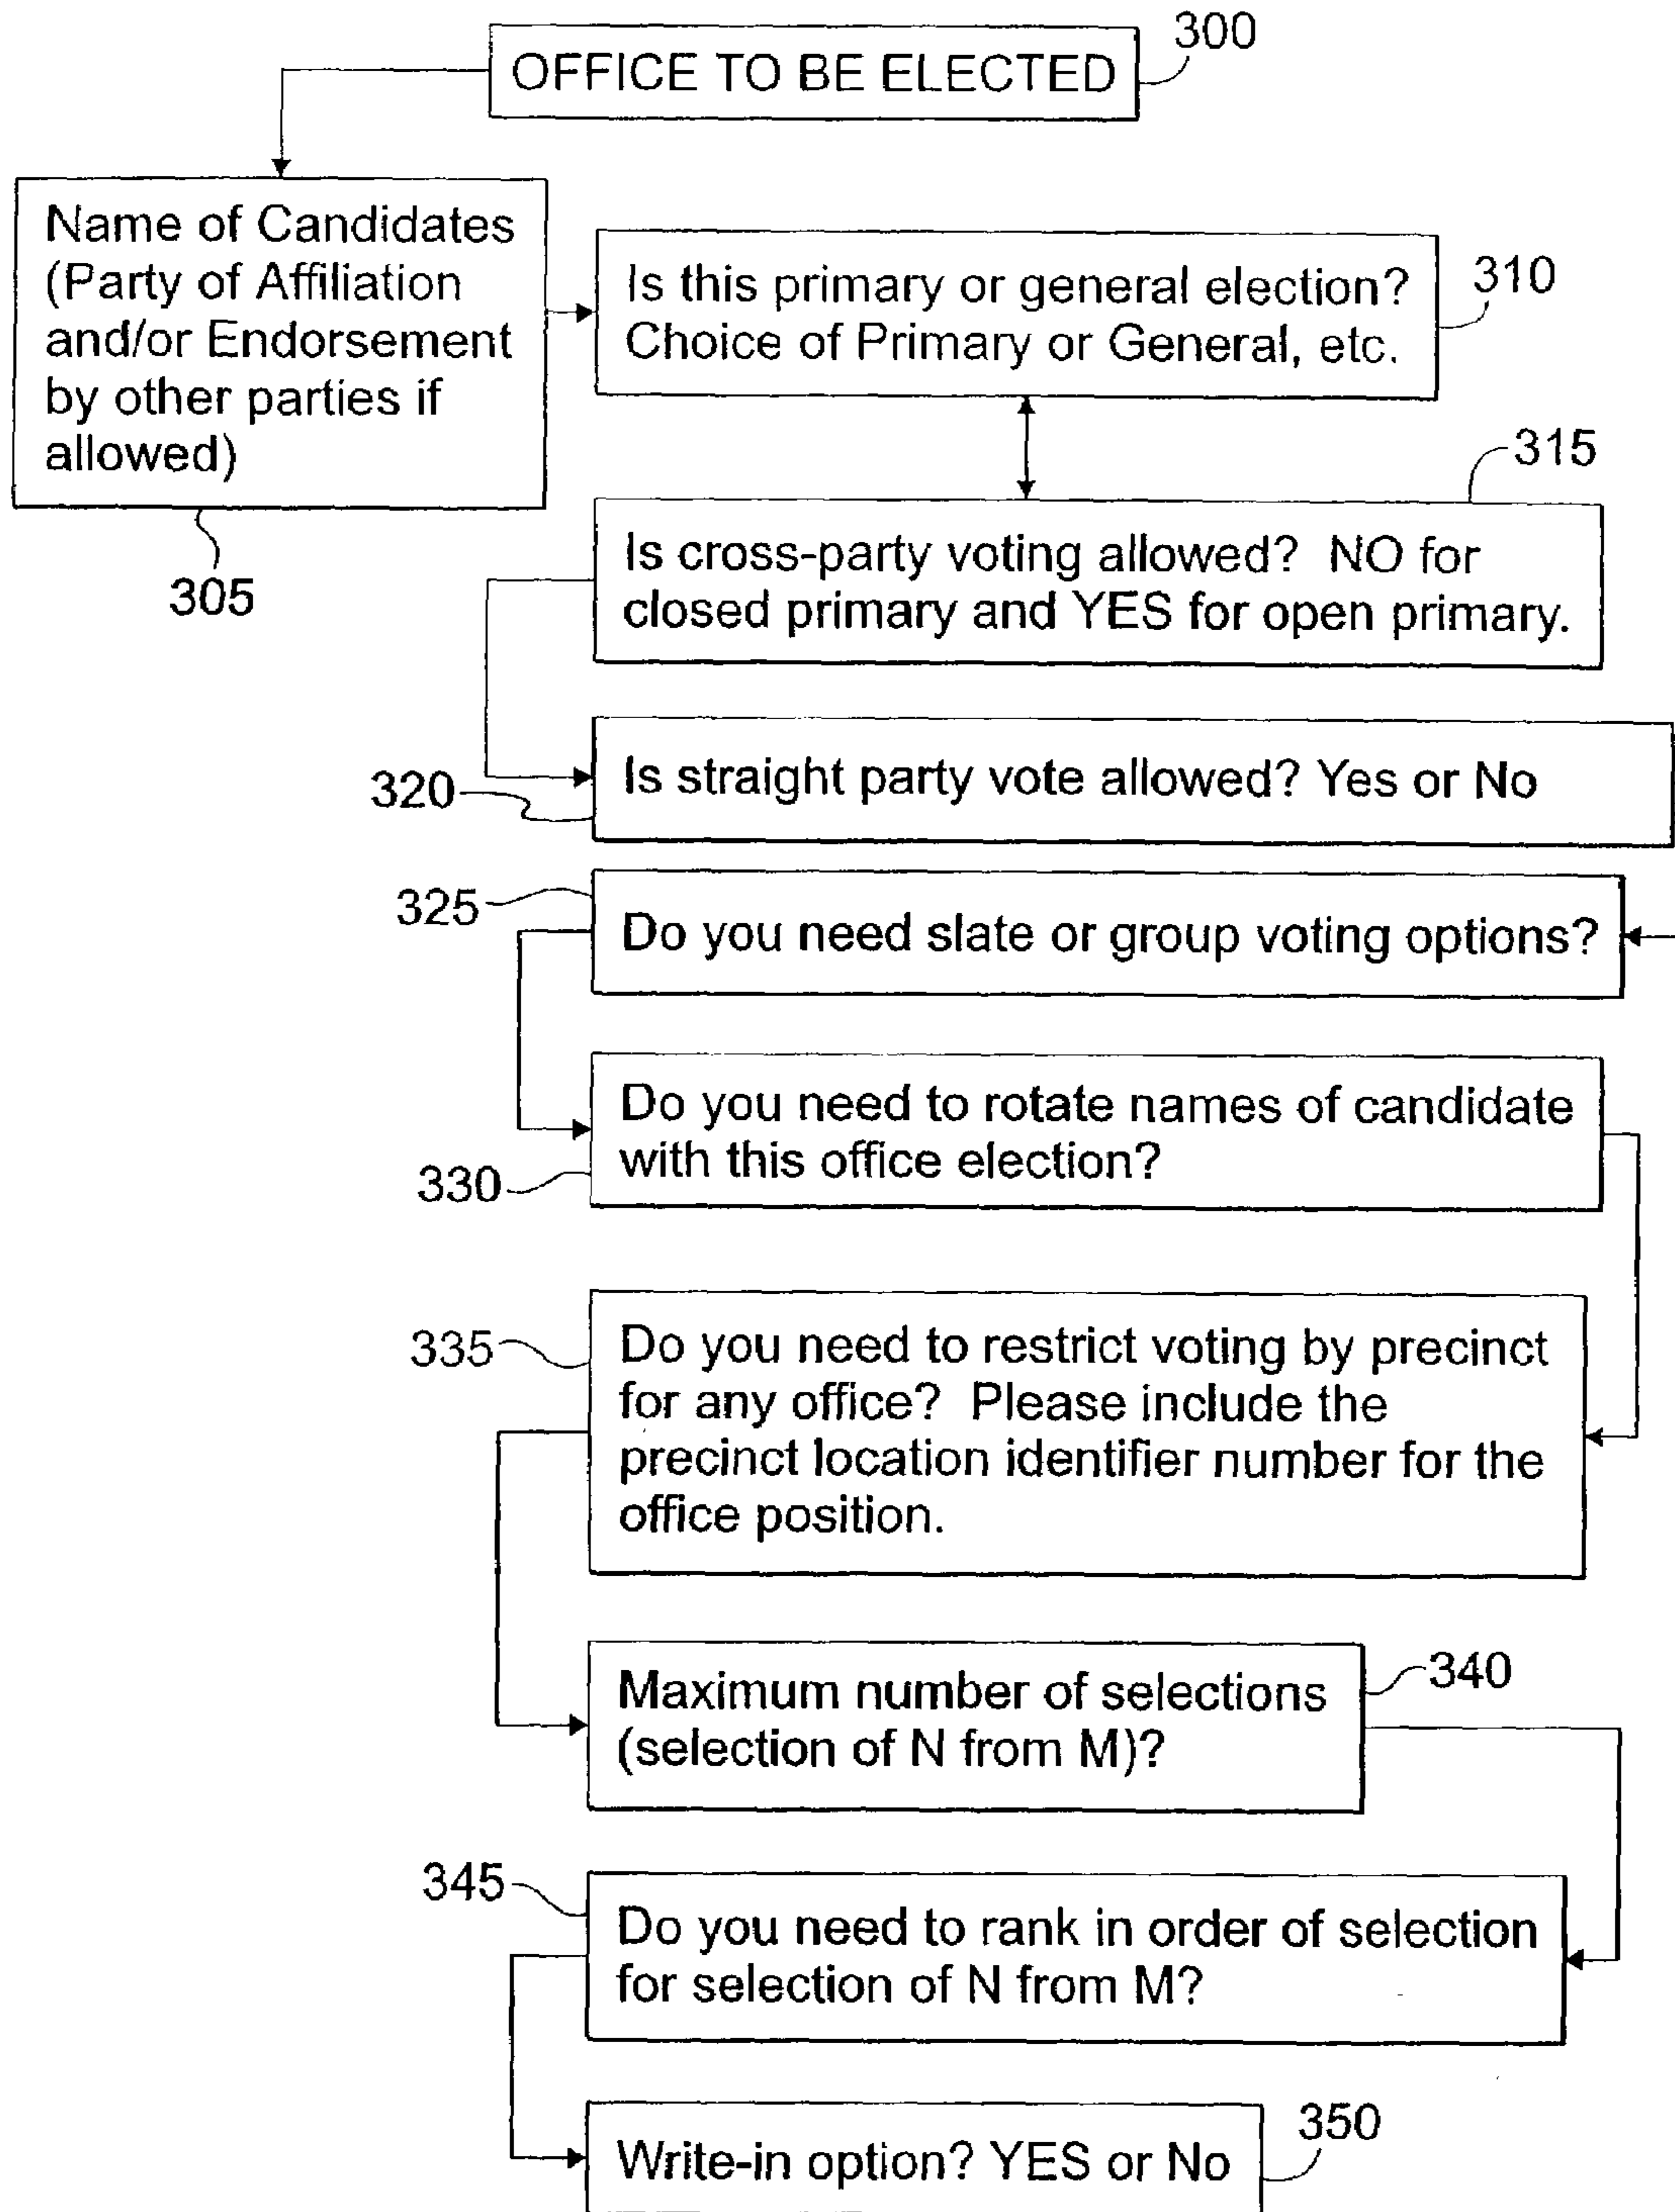 300
OFFICE TO BE ELECTED
Name of Candidates
(Party of Affiliation
and/or Endorsement
by other parties if
allowed)
305
Is this primary or general election?
Choice of Primary or General, etc.
310
315
Is cross-party voting allowed? NO for
closed primary and YES for open primary.
320
Is straight party vote allowed? Yes or No
325
Do you need slate or group voting options?
Do you need to rotate names of candidate
with this office election?
330
335
Do you need to restrict voting by precinct
for any office? Please include the
precinct location identifier number for the
office position.
340
Maximum number of selections
(selection of N from M)?
345
Do you need to rank in order of selection
for selection of N from M?
350
Write-in option? YES or No